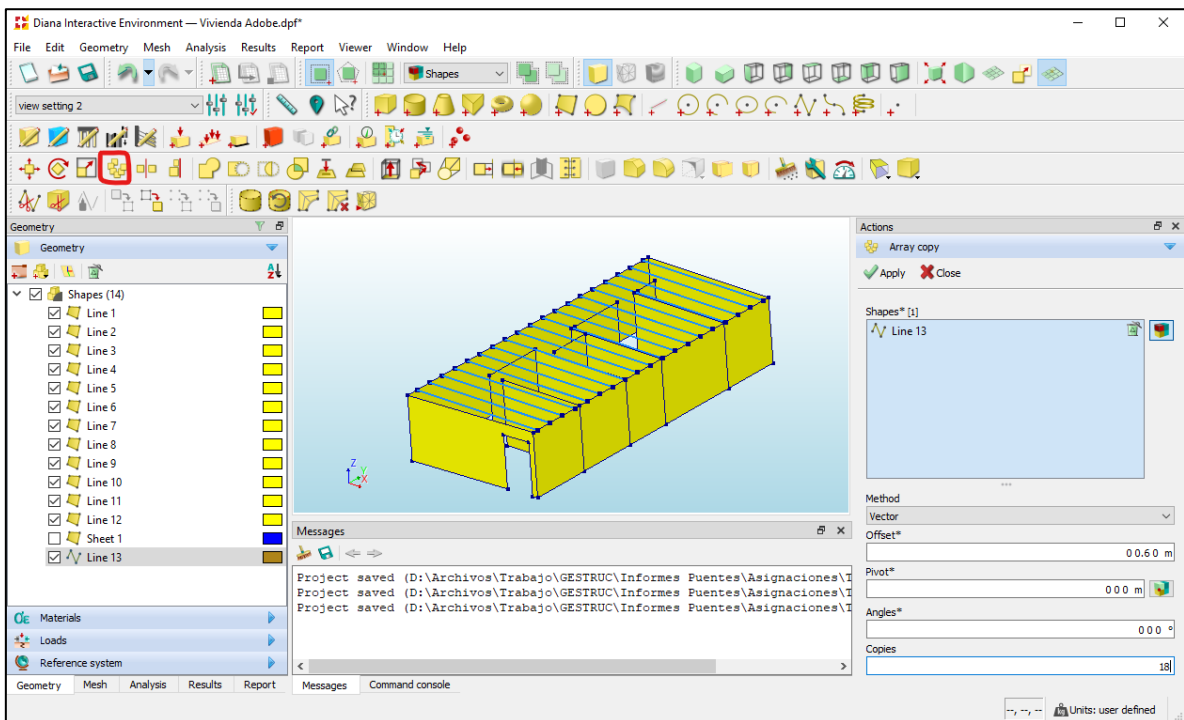 Diana Interactive Environment — Vivienda Adobe.dpf*
File Edit Geometry Mesh Analysis Results Report Viewer Window Help
Shapes
view setting 2
Geometry
Geometry
Shapes (14)
Line 1
Line 2
Line 3
Line 4
Line 5
Line 6
Line 7
Line 8
Line 9
Line 10
Line 11
Line 12
Sheet 1
Line 13
Materials
Loads
Reference system
Geometry Mesh Analysis Results Report
Z
Y
X
Messages
Project saved (D:\Archivos\Trabajo\GESTRUC\Informes Puentes\Asignaciones\T
Project saved (D:\Archivos\Trabajo\GESTRUC\Informes Puentes\Asignaciones\T
Project saved (D:\Archivos\Trabajo\GESTRUC\Informes Puentes\Asignaciones\T
Messages Command console
Actions
Array copy
Apply Close
Shapes* [1]
Line 13
Method
Vector
Offset*
0 0.60 m
Pivot*
0 0 0 m
Angles*
0 0 0 °
Copies
18
--, --, -- Units: user defined